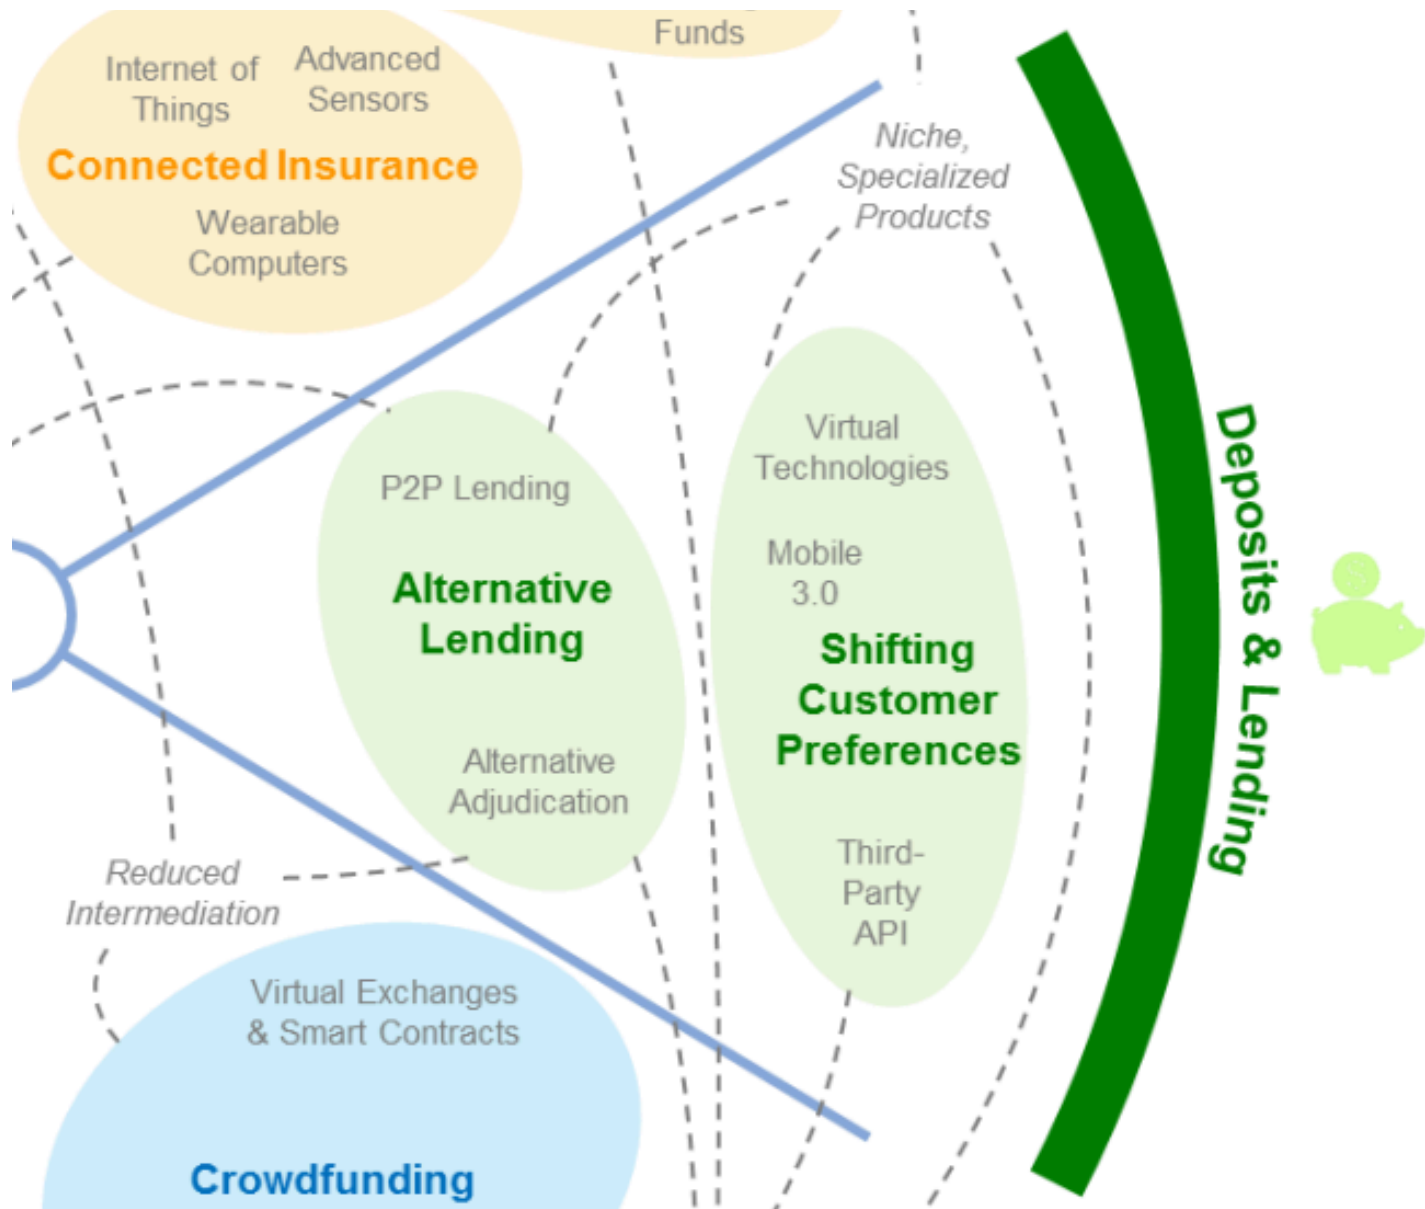 Funds
Internet of
Things
Advanced
Sensors
Connected Insurance
Wearable
Computers
Niche,
Specialized
Products
P2P Lending
Alternative
Lending
Alternative
Adjudication
Virtual
Technologies
Mobile
3.0
Shifting
Customer
Preferences
Third-
Party
API
Deposits & Lending
Reduced
Intermediation
Virtual Exchanges
& Smart Contracts
Crowdfunding